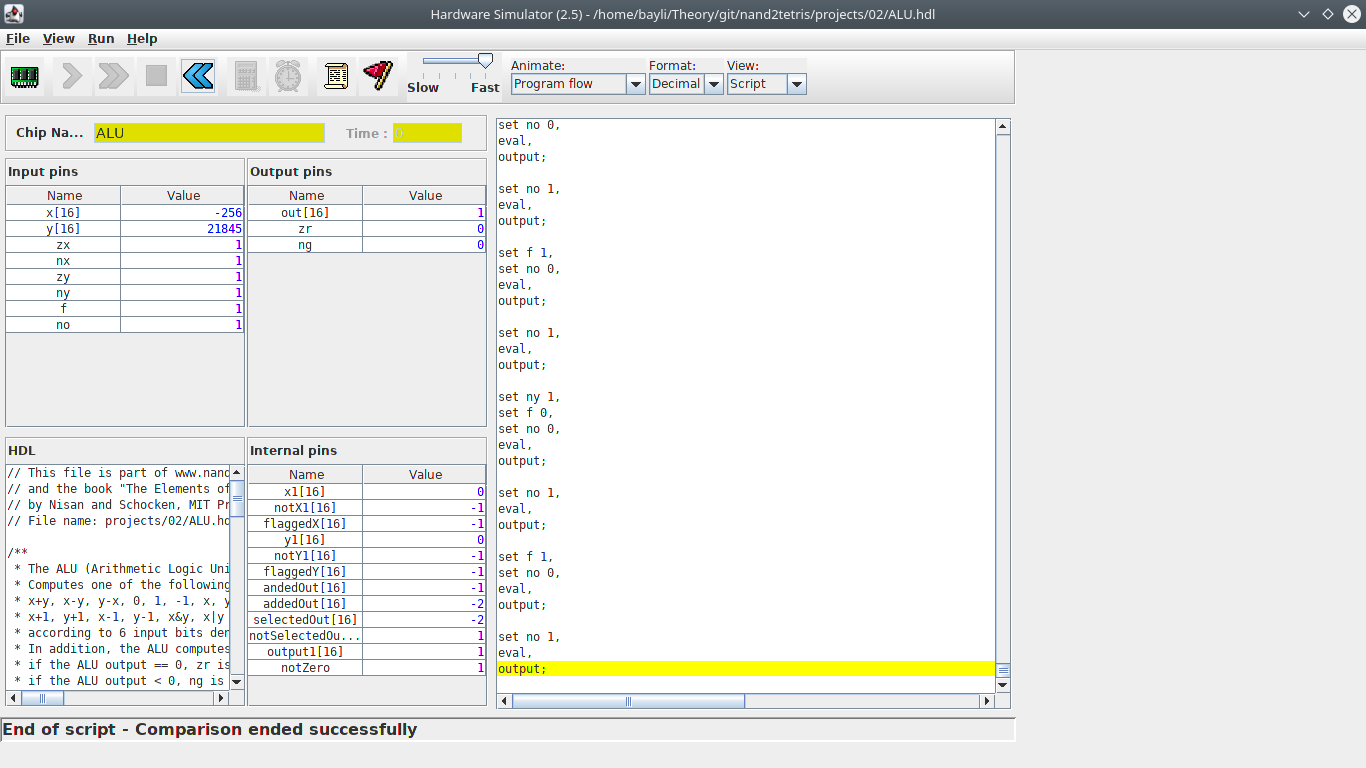 Hardware Simulator (2.5) - /home/bayli/Theory/git/nand2tetris/projects/02/ALU.hdl
File View Run Help
Slow Fast
Animate: Format: View:
Program flow Decimal Script
Chip Na... ALU Time : 0
Input pins
Name Value
x[16] -256
y[16] 21845
zx 1
nx 1
zy 1
ny 1
f 1
no 1
Output pins
Name Value
out[16] 1
zr 0
ng 0
HDL
// This file is part of www.nand
// and the book "The Elements of
// by Nisan and Schocken, MIT Pr
// File name: projects/02/ALU.hd
/**
* The ALU (Arithmetic Logic Uni
* Computes one of the following
* x+y, x-y, y-x, 0, 1, -1, x, y
* x+1, y+1, x-1, y-1, x&y, x|y
* according to 6 input bits den
* In addition, the ALU computes
* if the ALU output == 0, zr is
* if the ALU output < 0, ng is
Internal pins
Name Value
x1[16] 0
notX1[16] -1
flaggedX[16] -1
y1[16] 0
notY1[16] -1
flaggedY[16] -1
andedOut[16] -1
addedOut[16] -2
selectedOut[16] -2
notSelectedOu... 1
output1[16] 1
notZero 1
set no 0,
eval,
output;
set no 1,
eval,
output;
set f 1,
set no 0,
eval,
output;
set no 1,
eval,
output;
set ny 1,
set f 0,
set no 0,
eval,
output;
set no 1,
eval,
output;
set f 1,
set no 0,
eval,
output;
set no 1,
eval,
output;
End of script - Comparison ended successfully